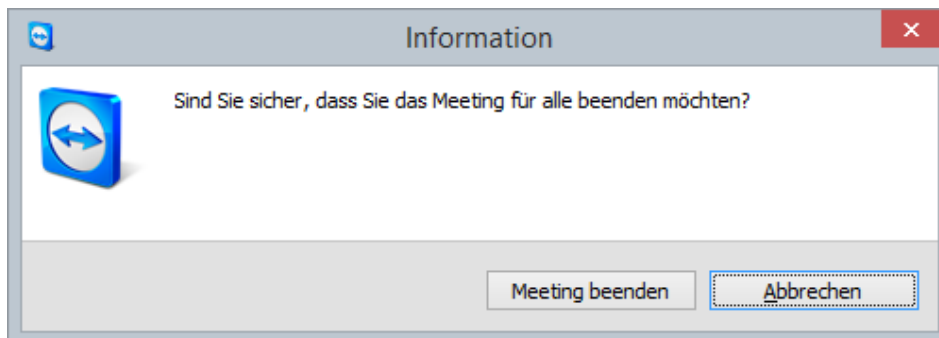 Information
Sind Sie sicher, dass Sie das Meeting für alle beenden möchten?
Meeting beenden
Abbrechen